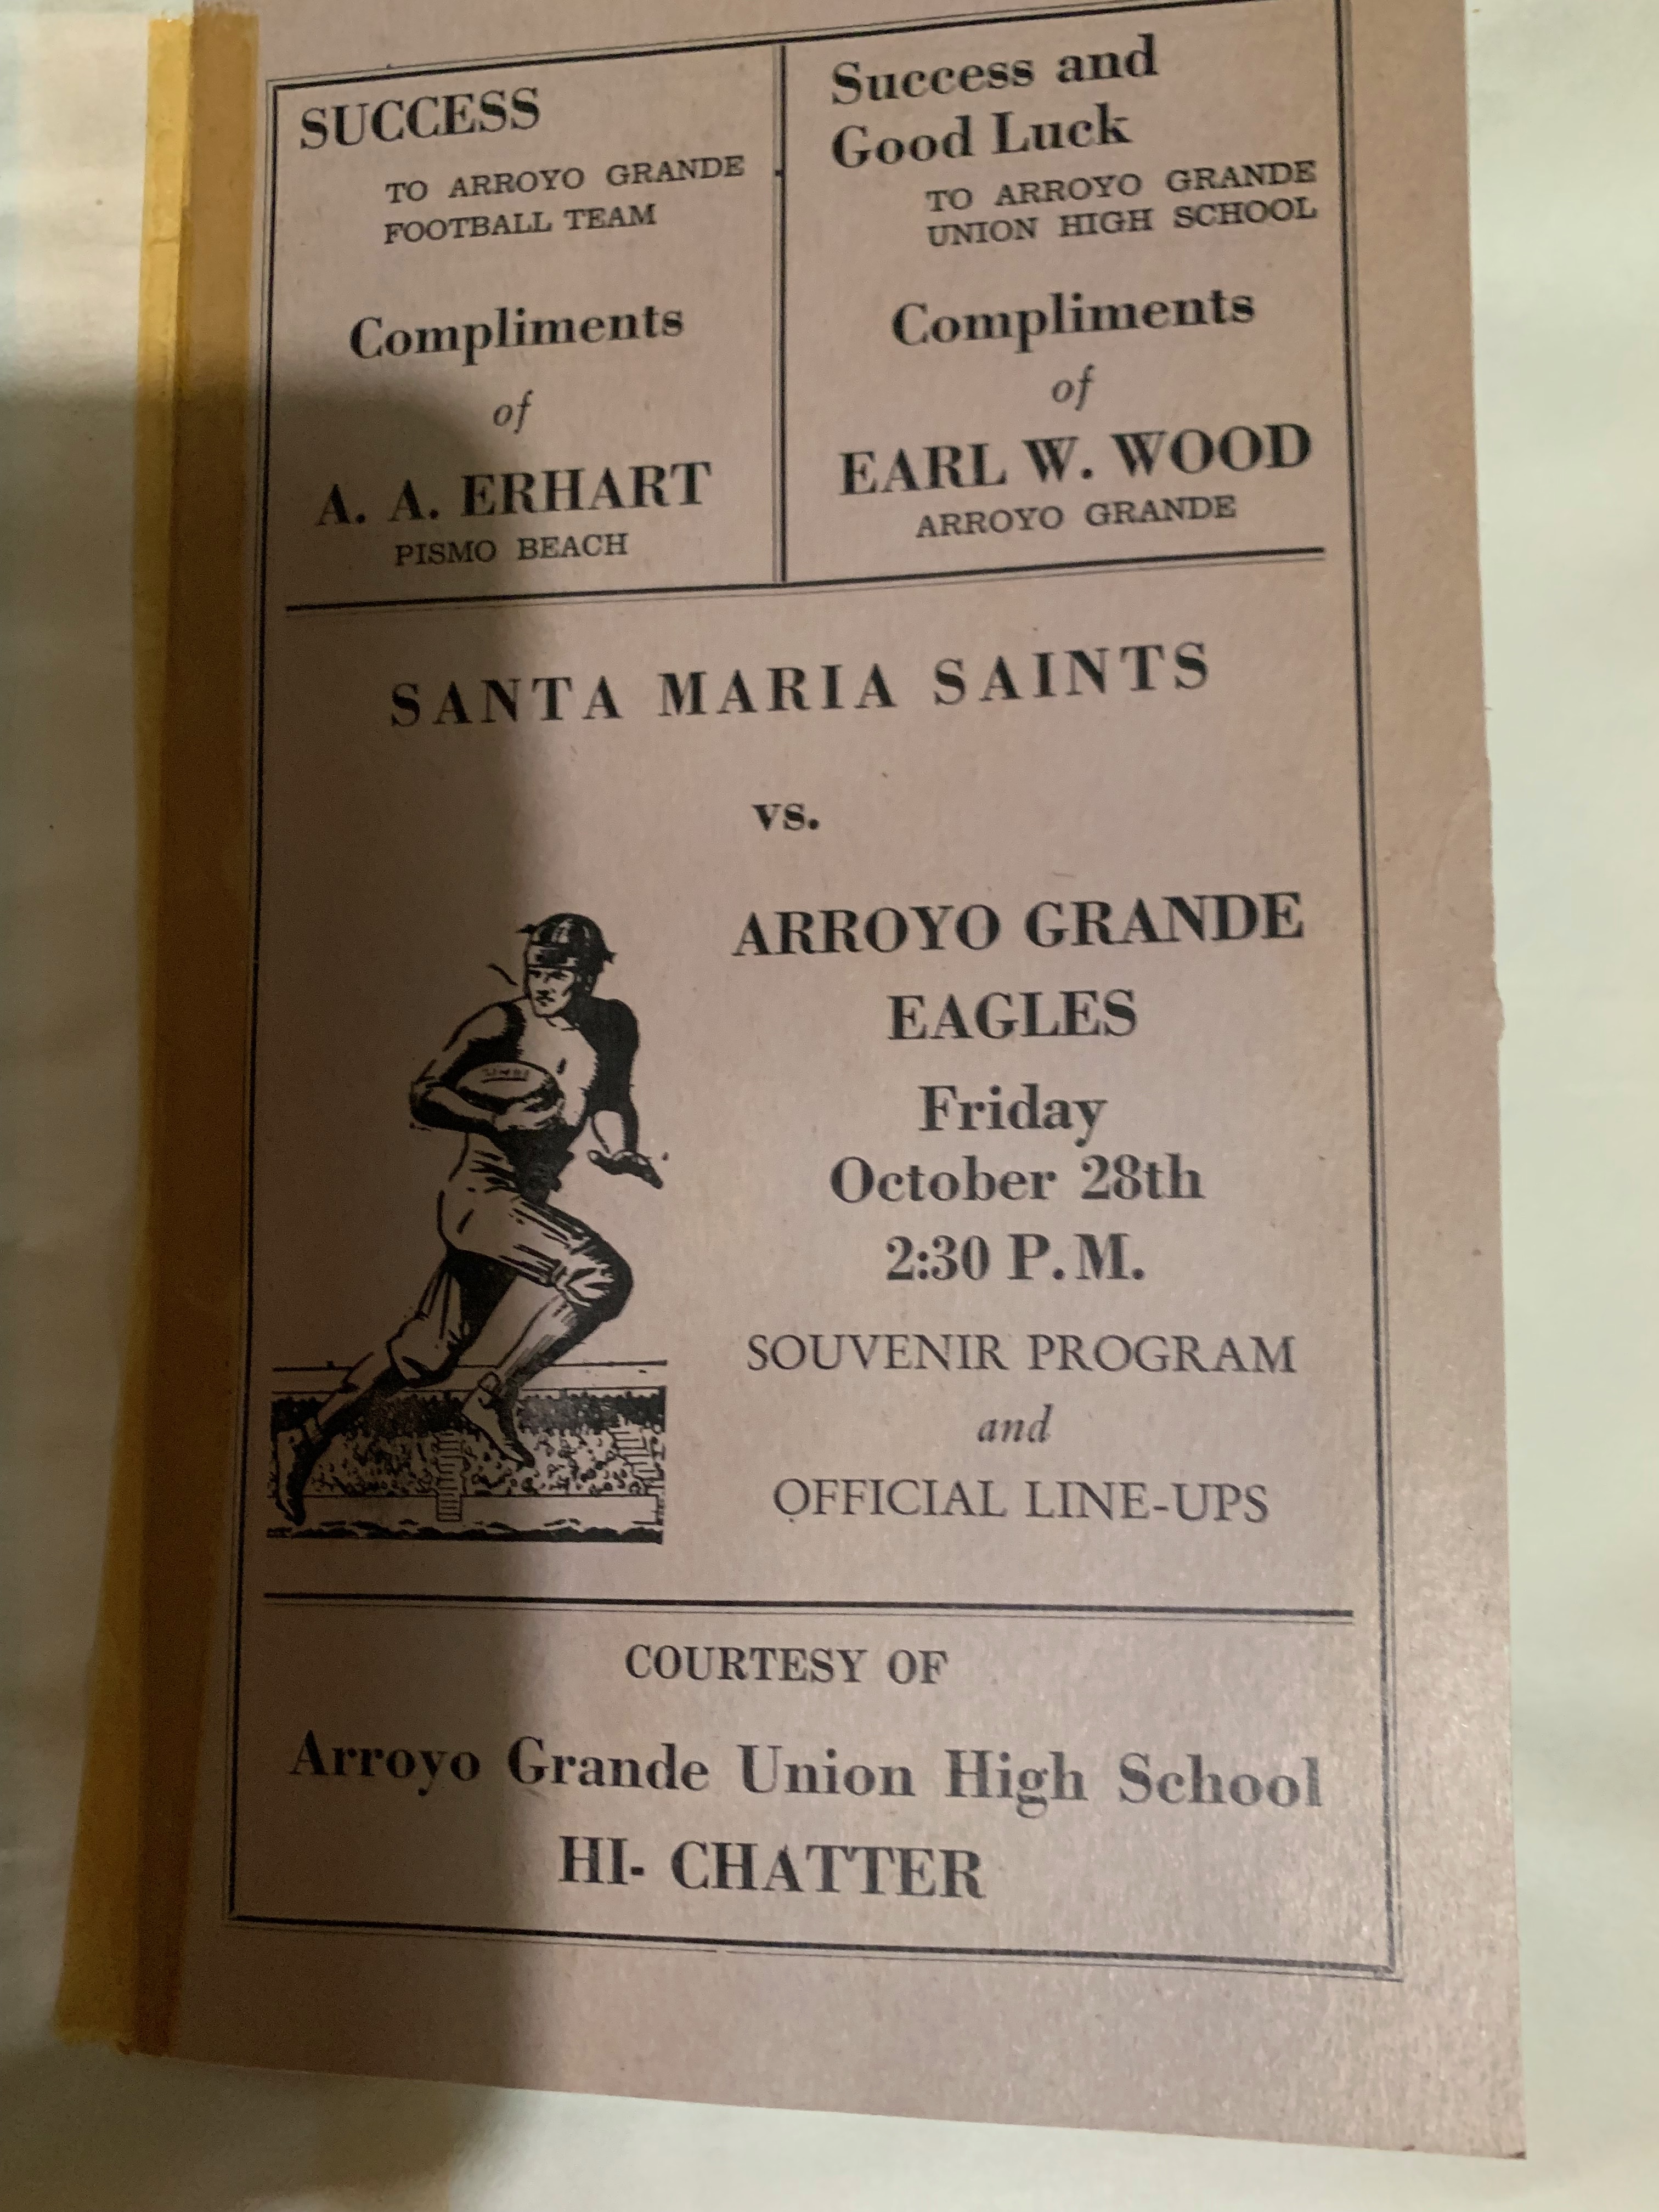 SUCCESS
TO ARROYO GRANDE
FOOTBALL TEAM
Compliments
of
A. A. ERHART
PISMO BEACH
Success and
Good Luck
TO ARROYO GRANDE
UNION HIGH SCHOOL
Compliments
of
EARL W. WOOD
ARROYO GRANDE
SANTA MARIA SAINTS
vs.
ARROYO GRANDE
EAGLES
Friday
October 28th
2:30 P.M.
SOUVENIR PROGRAM
and
OFFICIAL LINE-UPS
COURTESY OF
Arroyo Grande Union High School
HI- CHATTER